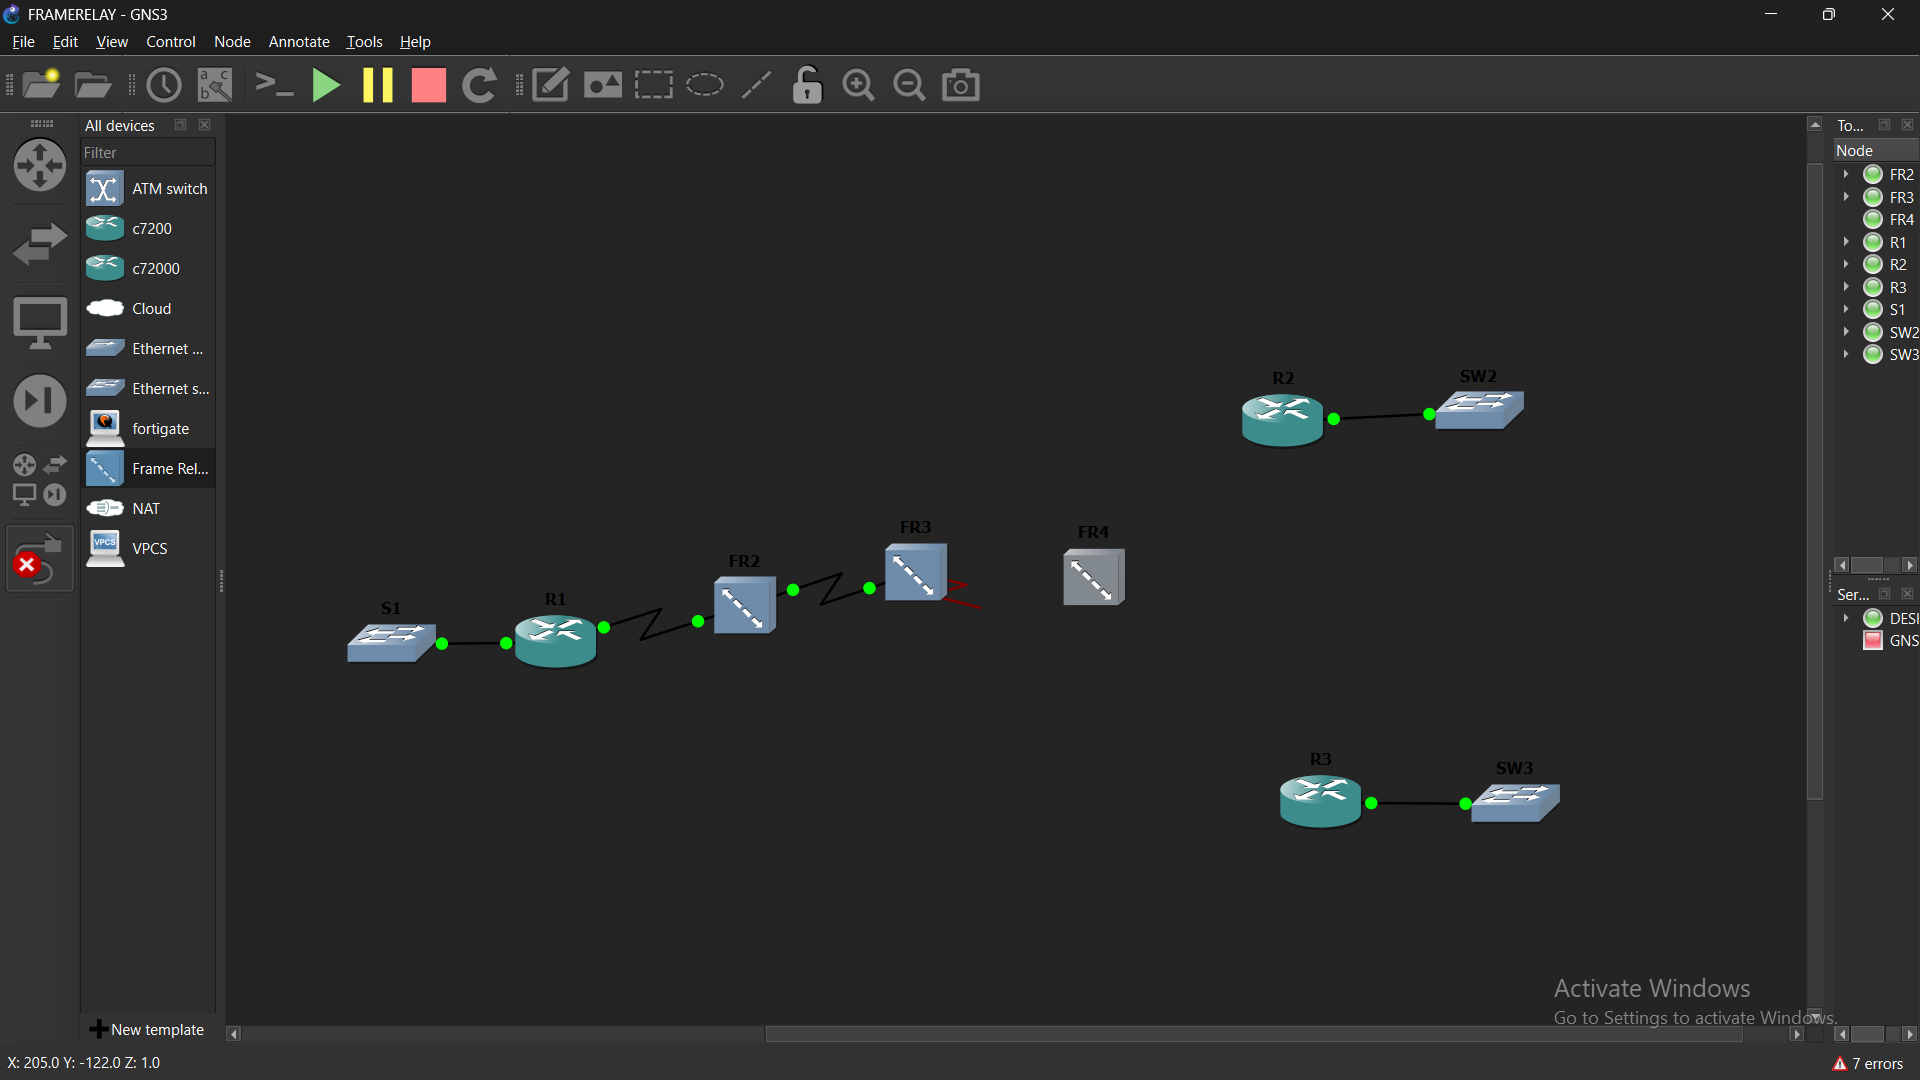 FRAMERELAY - GNS3
File Edit View Control Node Annotate Tools Help
All devices
Filter
ATM switch
c7200
c72000
Cloud
Ethernet ...
Ethernet s...
fortigate
Frame Rel...
NAT
VPCS
New template
S1
R1
FR2
FR3
FR4
R2
SW2
R3
SW3
To...
Node
FR2
FR3
FR4
R1
R2
R3
S1
SW2
SW3
Ser...
DESI
GNS
Activate Windows
Go to Settings to activate Windows.
X: 205.0 Y: -122.0 Z: 1.0
7 errors